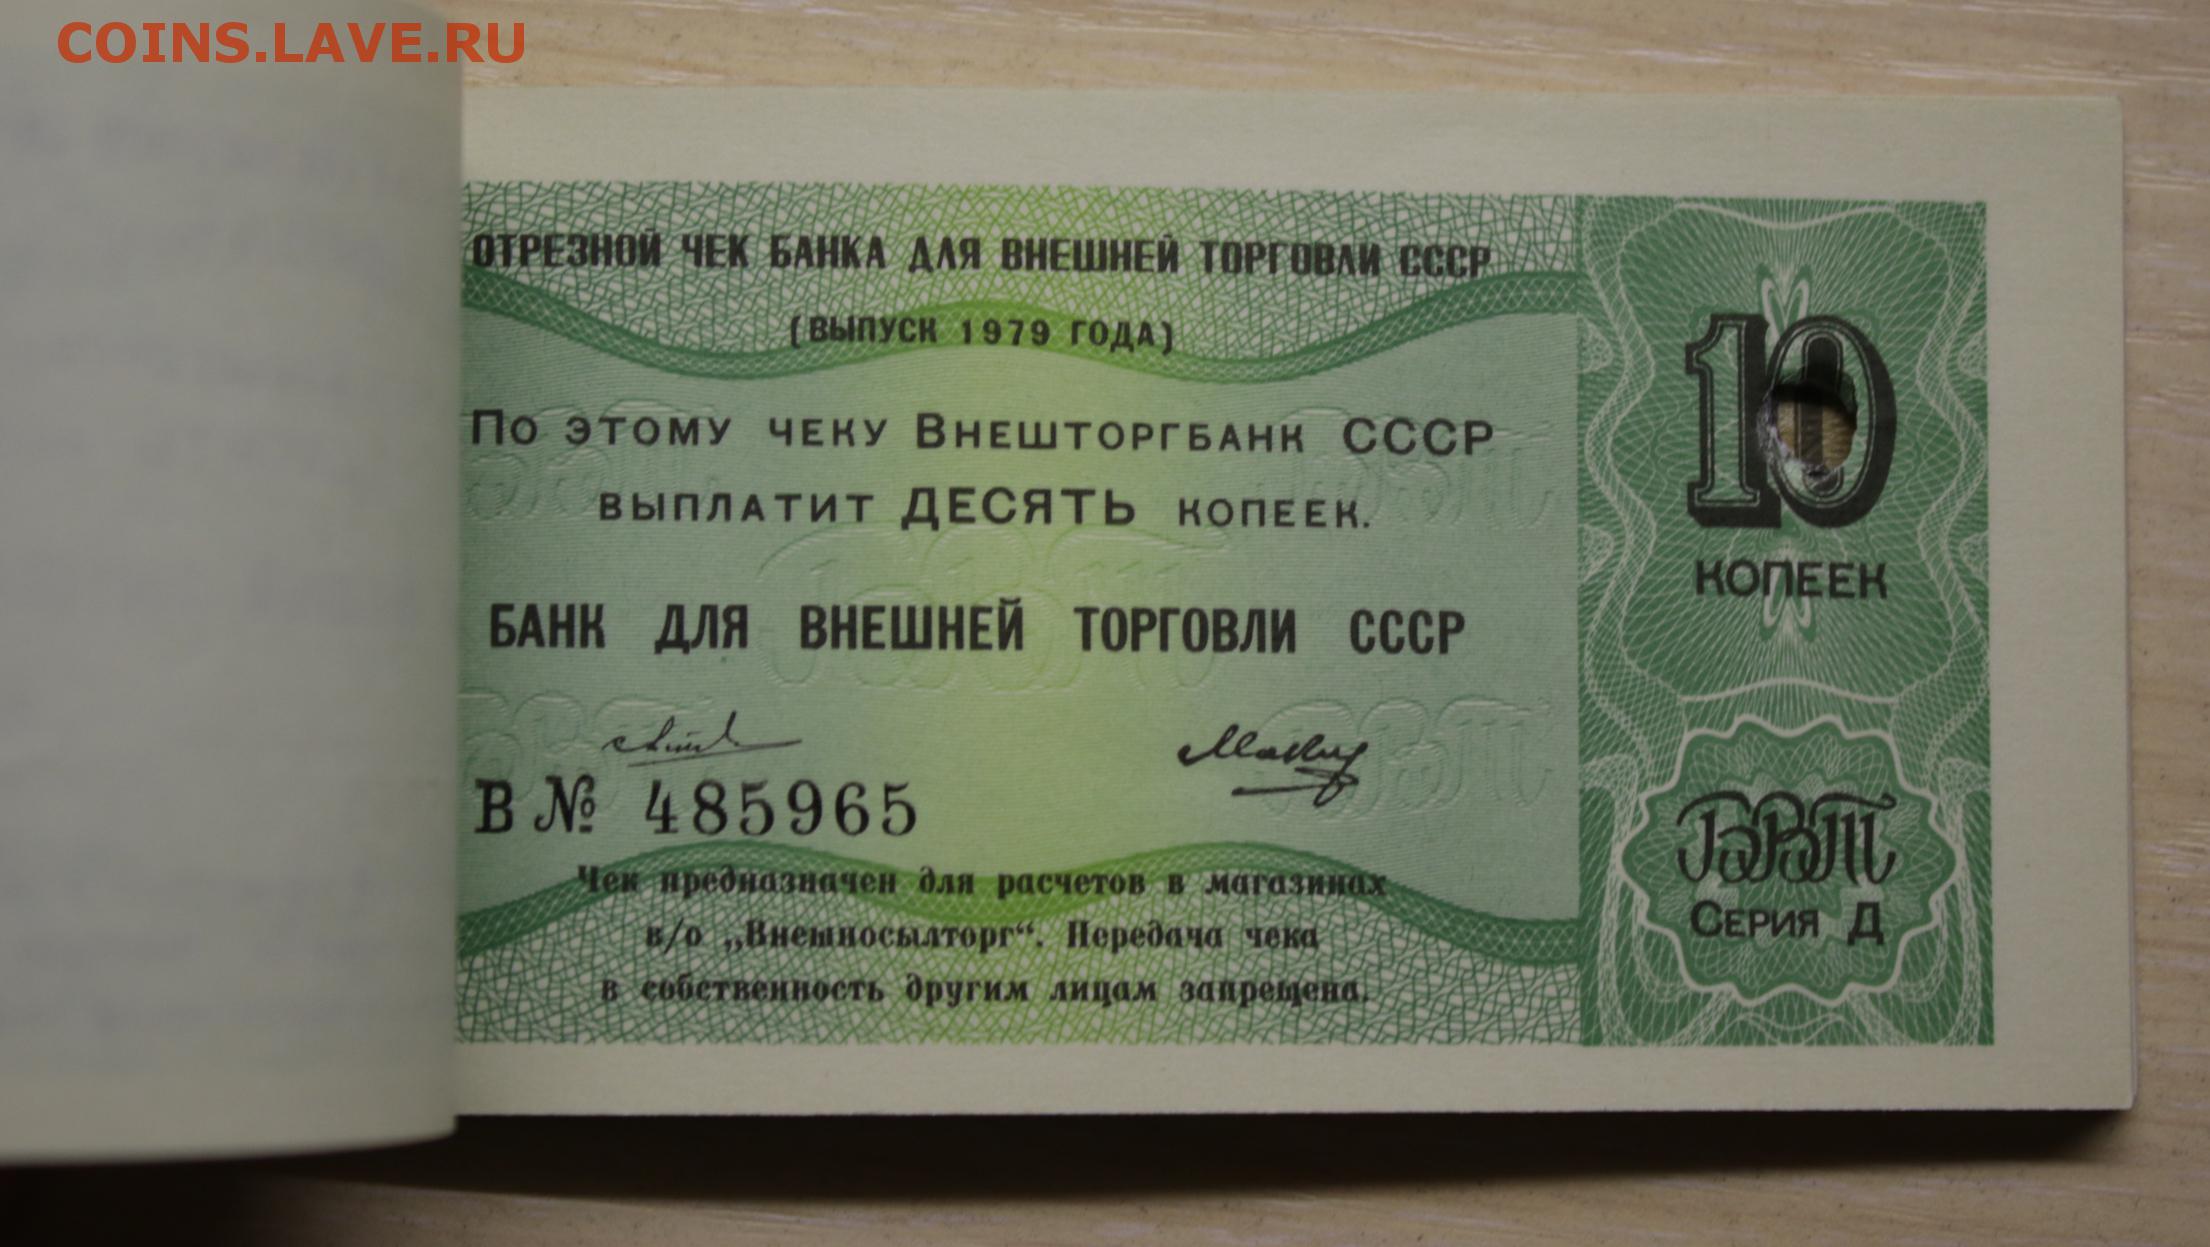 COINS.LAVE.RU
ОТРЕЗНОЙ ЧЕК БАНКА ДЛЯ ВНЕШНЕЙ ТОРГОВЛИ СССР
(ВЫПУСК 1979 ГОДА)
По этому чеку Внешторгбанк СССР
выплатит ДЕСЯТЬ копеек.
БАНК ДЛЯ ВНЕШНЕЙ ТОРГОВЛИ СССР
В № 485965
Чек предназначен для расчетов в магазинах
в/о „Внешпосылторг“. Передача чека
в собственность другим лицам запрещена.
10
КОПЕЕК
БВТ
Серия Д